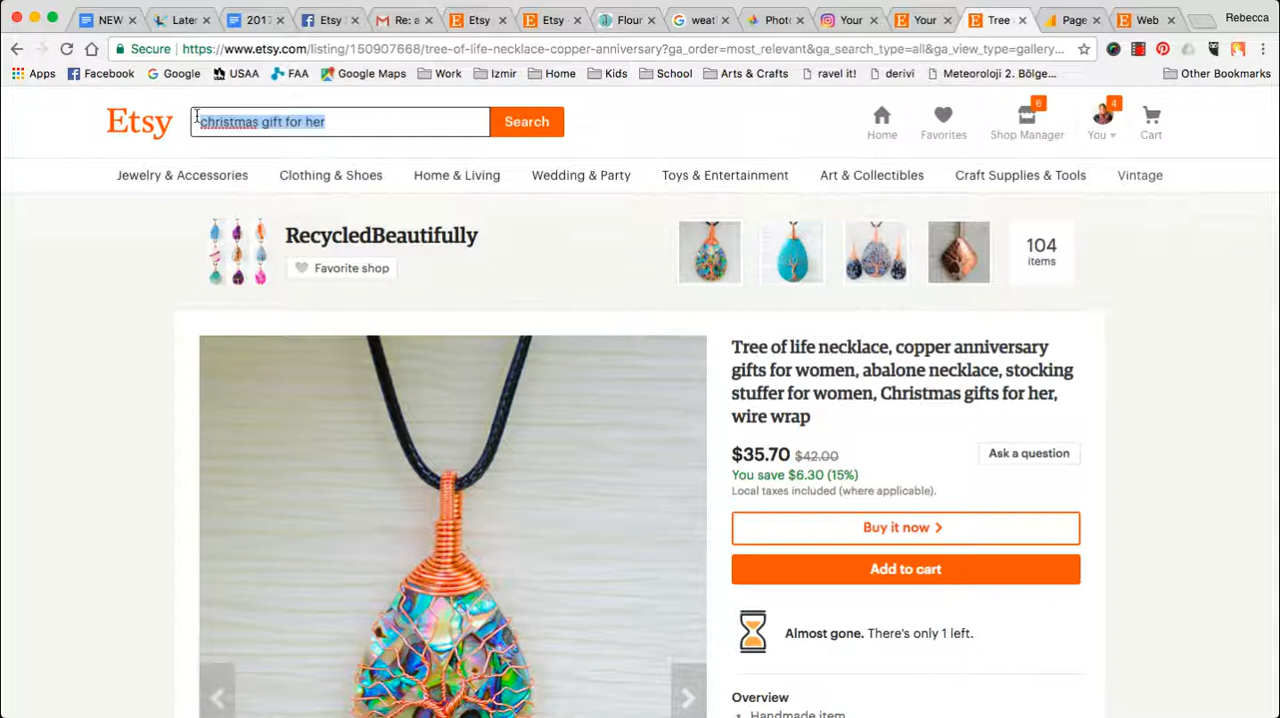 NEW
Later
2017
Etsy
Re: a
Etsy
Etsy
Flour
weat
Phot
Your
Your
Tree
Page
Web
Rebecca
Secure https://www.etsy.com/listing/150907668/tree-of-life-necklace-copper-anniversary?ga_order=most_relevant&ga_search_type=all&ga_view_type=gallery...
Apps Facebook Google USAA FAA Google Maps Work Izmir Home Kids School Arts & Crafts ravel it! derivi Meteoroloji 2. Bölge... Other Bookmarks
Etsy
christmas gift for her
Search
6
4
Home Favorites Shop Manager You Cart
Jewelry & Accessories Clothing & Shoes Home & Living Wedding & Party Toys & Entertainment Art & Collectibles Craft Supplies & Tools Vintage
RecycledBeautifully
Favorite shop
104
items
Tree of life necklace, copper anniversary
gifts for women, abalone necklace, stocking
stuffer for women, Christmas gifts for her,
wire wrap
$35.70 $42.00
Ask a question
You save $6.30 (15%)
Local taxes included (where applicable).
Buy it now
Add to cart
Almost gone. There's only 1 left.
Overview
• Handmade item